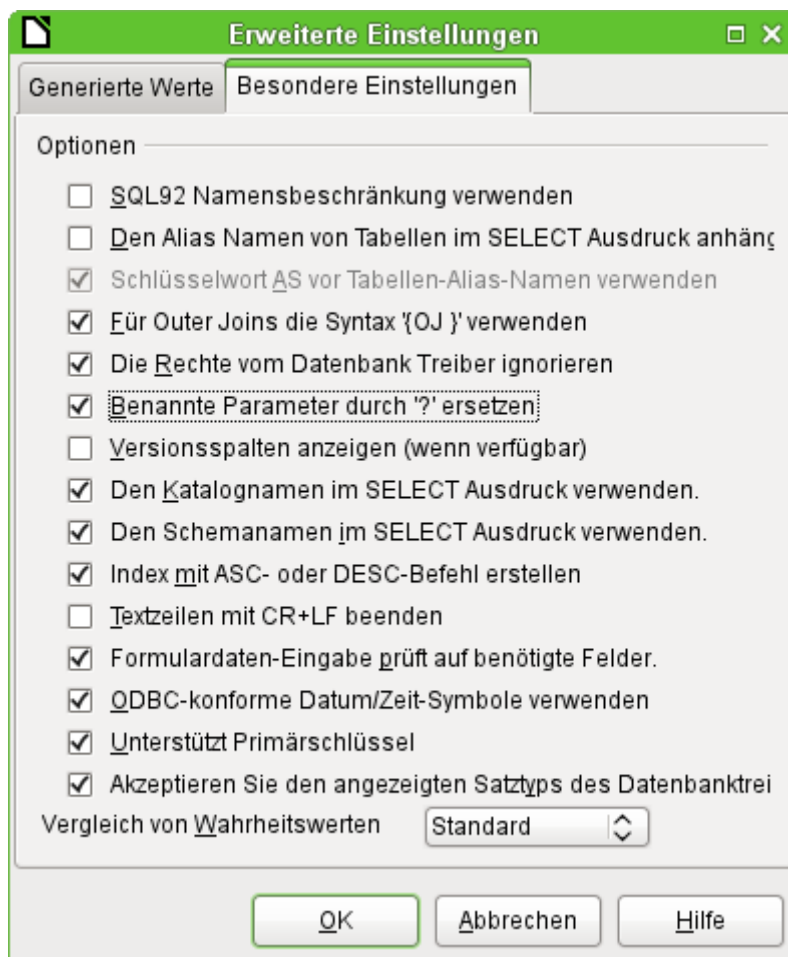 Erweiterte Einstellungen
Generierte Werte Besondere Einstellungen
Optionen
SQL92 Namensbeschränkung verwenden
Den Alias Namen von Tabellen im SELECT Ausdruck anhäng
Schlüsselwort AS vor Tabellen-Alias-Namen verwenden
Für Outer Joins die Syntax '{OJ }' verwenden
Die Rechte vom Datenbank Treiber ignorieren
Benannte Parameter durch '?' ersetzen
Versionsspalten anzeigen (wenn verfügbar)
Den Katalognamen im SELECT Ausdruck verwenden.
Den Schemanamen im SELECT Ausdruck verwenden.
Index mit ASC- oder DESC-Befehl erstellen
Textzeilen mit CR+LF beenden
Formulardaten-Eingabe prüft auf benötigte Felder.
ODBC-konforme Datum/Zeit-Symbole verwenden
Unterstützt Primärschlüssel
Akzeptieren Sie den angezeigten Satztyps des Datenbanktrei
Vergleich von Wahrheitswerten Standard
OK Abbrechen Hilfe